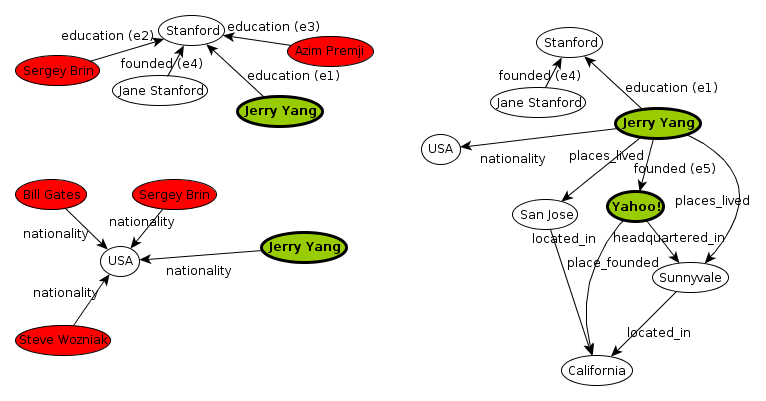 Stanford
education (e3)
education (e2)
Azim Premji
Sergey Brin
founded (e4)
education (e1)
Jane Stanford
Jerry Yang
Bill Gates
Sergey Brin
nationality
nationality
Jerry Yang
USA
nationality
nationality
Steve Wozniak
Stanford
founded (e4)
education (e1)
Jane Stanford
Jerry Yang
USA
nationality
places_lived
founded (e5)
places_lived
Yahoo!
San Jose
located_in
headquartered_in
place_founded
Sunnyvale
located_in
California